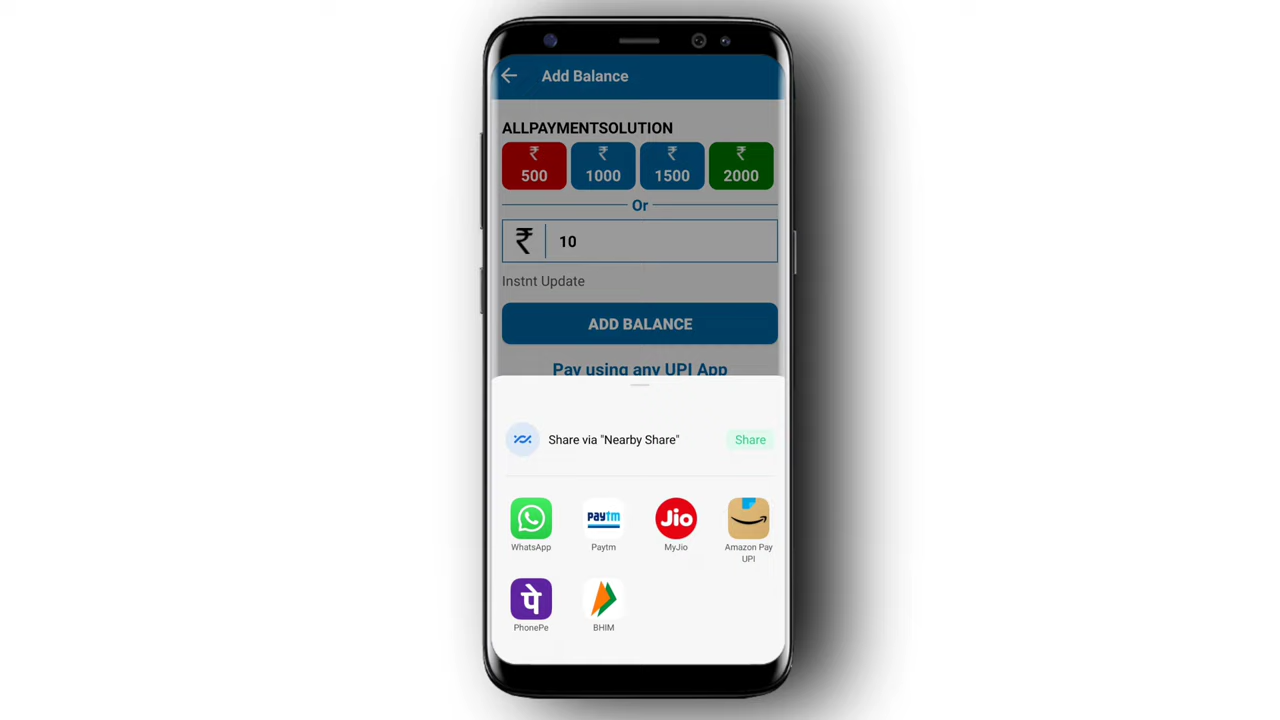 Add Balance
ALLPAYMENTSOLUTION
₹ ₹ ₹ ₹
500 1000 1500 2000
Or
₹ 10
Instnt Update
ADD BALANCE
Pay using any UPI App
Share via "Nearby Share" Share
paytm Jio
WhatsApp Paytm MyJio Amazon Pay
UPI
पे
PhonePe BHIM